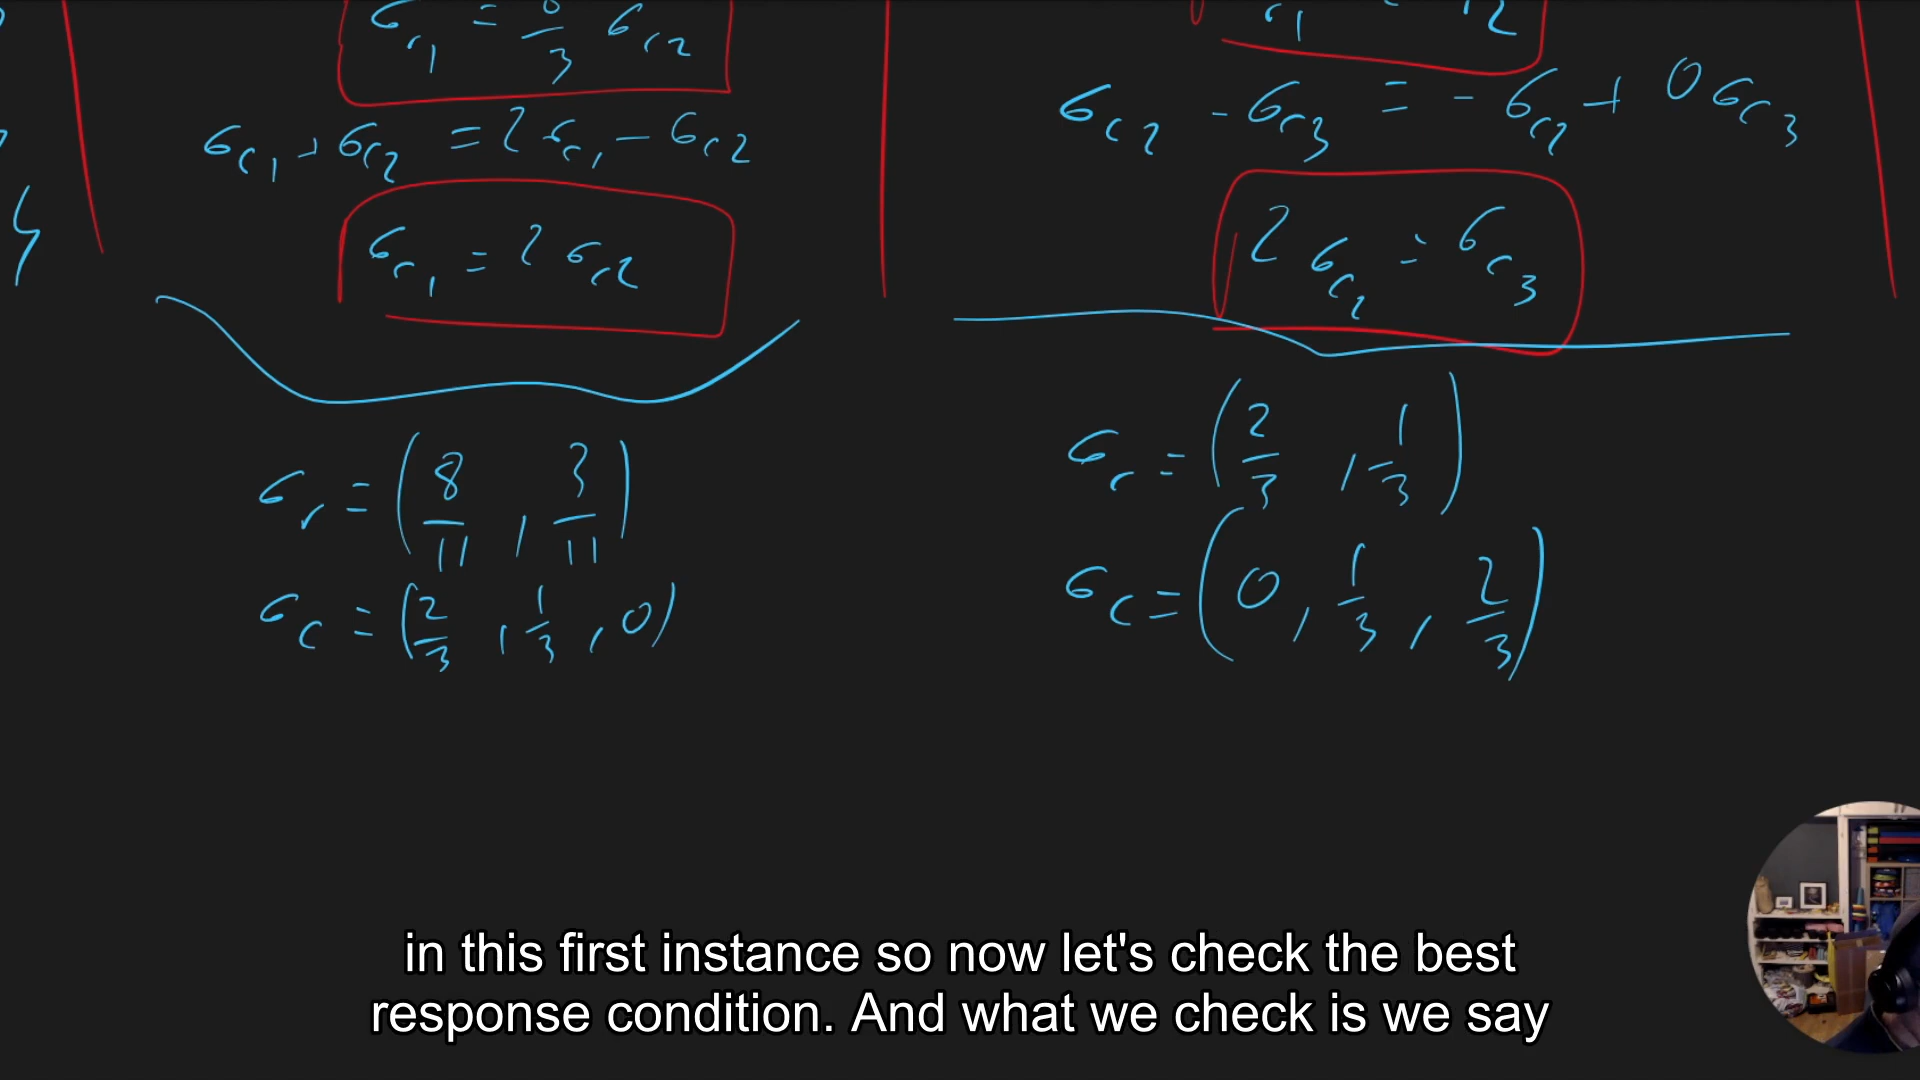 σr1 = 8/3 σr2
σc1 + σc2 = 2σc1 - σc2
σc1 = 2σc2
σr = (8/11, 3/11)
σc = (2/3, 1/3, 0)
σc2 - σc3 = -σc2 + 0σc3
2σc2 = σc3
σr = (2/3, 1/3)
σc = (0, 1/3, 2/3)
in this first instance so now let's check the best
response condition. And what we check is we say